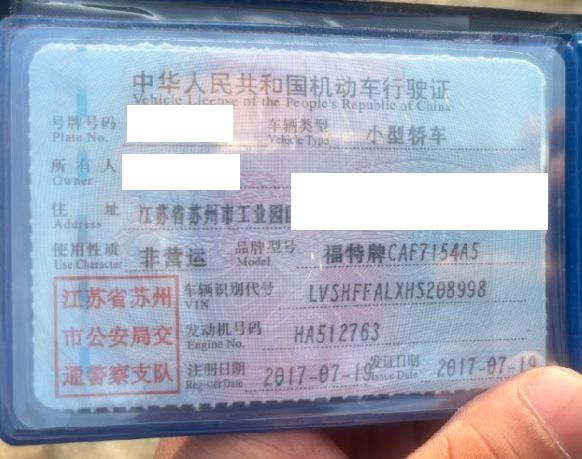 中华人民共和国机动车行驶证
Vehicle License of the People's Republic of China
号牌号码 车辆类型 小型轿车
Plate No. Vehicle Type
所有人
Owner
住址 江苏省苏州市工业园区
Address
使用性质 非营运 品牌型号 福特牌CAF7154A5
Use Character Model
江苏省苏州 车辆识别代号 LVSHFFALXHS208998
VIN
市公安局交 发动机号码 HA512763
Engine No.
通警察支队 注册日期 2017-07-19 发证日期 2017-07-19
Register Date Issue Date